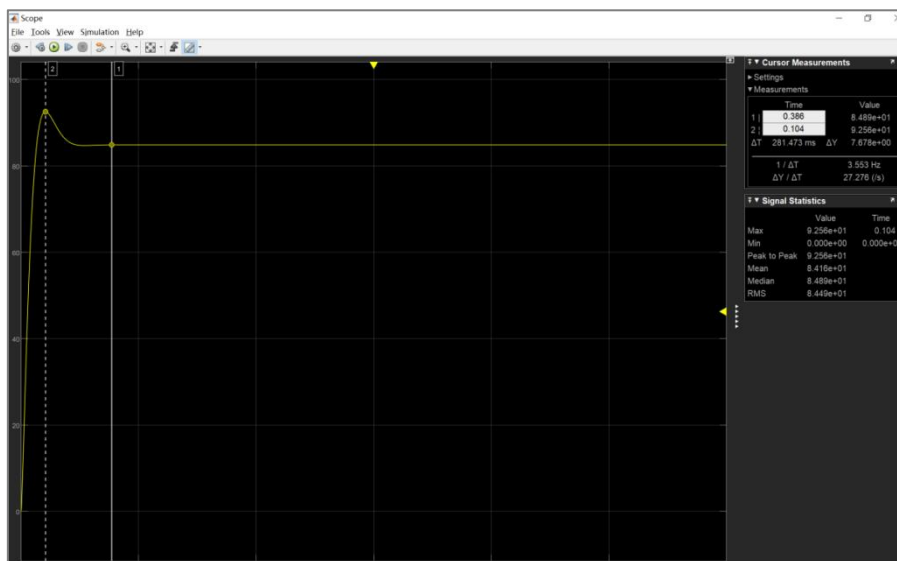 Scope
File Tools View Simulation Help
2
1
100
80
60
40
20
0
Cursor Measurements
Settings
Measurements
Time Value
1 | 0.386 8.489e+01
2 ¦ 0.104 9.256e+01
ΔT 281.473 ms ΔY 7.678e+00
1 / ΔT 3.553 Hz
ΔY / ΔT 27.276 (/s)
Signal Statistics
Value Time
Max 9.256e+01 0.104
Min 0.000e+00 0.000e+0
Peak to Peak 9.256e+01
Mean 8.416e+01
Median 8.489e+01
RMS 8.449e+01